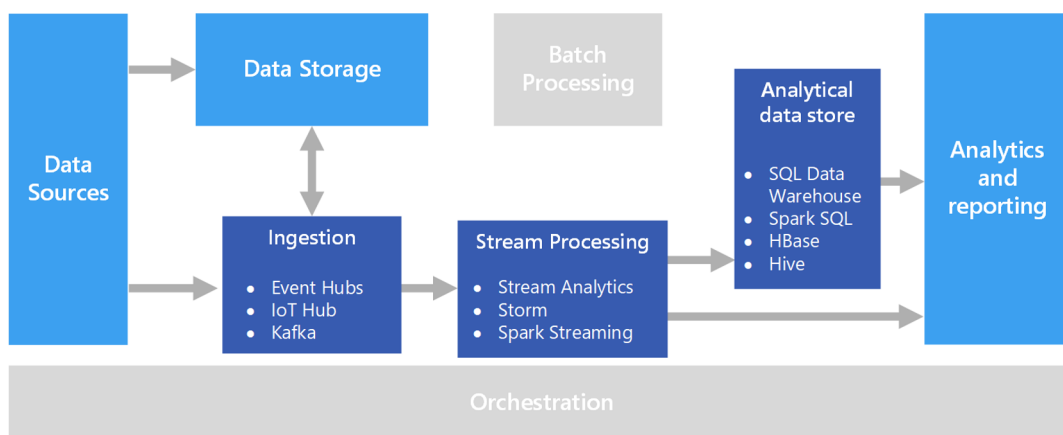 Data
Sources
Data Storage
Batch
Processing
Ingestion
● Event Hubs
● IoT Hub
● Kafka
Stream Processing
● Stream Analytics
● Storm
● Spark Streaming
Analytical
data store
● SQL Data
Warehouse
● Spark SQL
● HBase
● Hive
Analytics
and
reporting
Orchestration